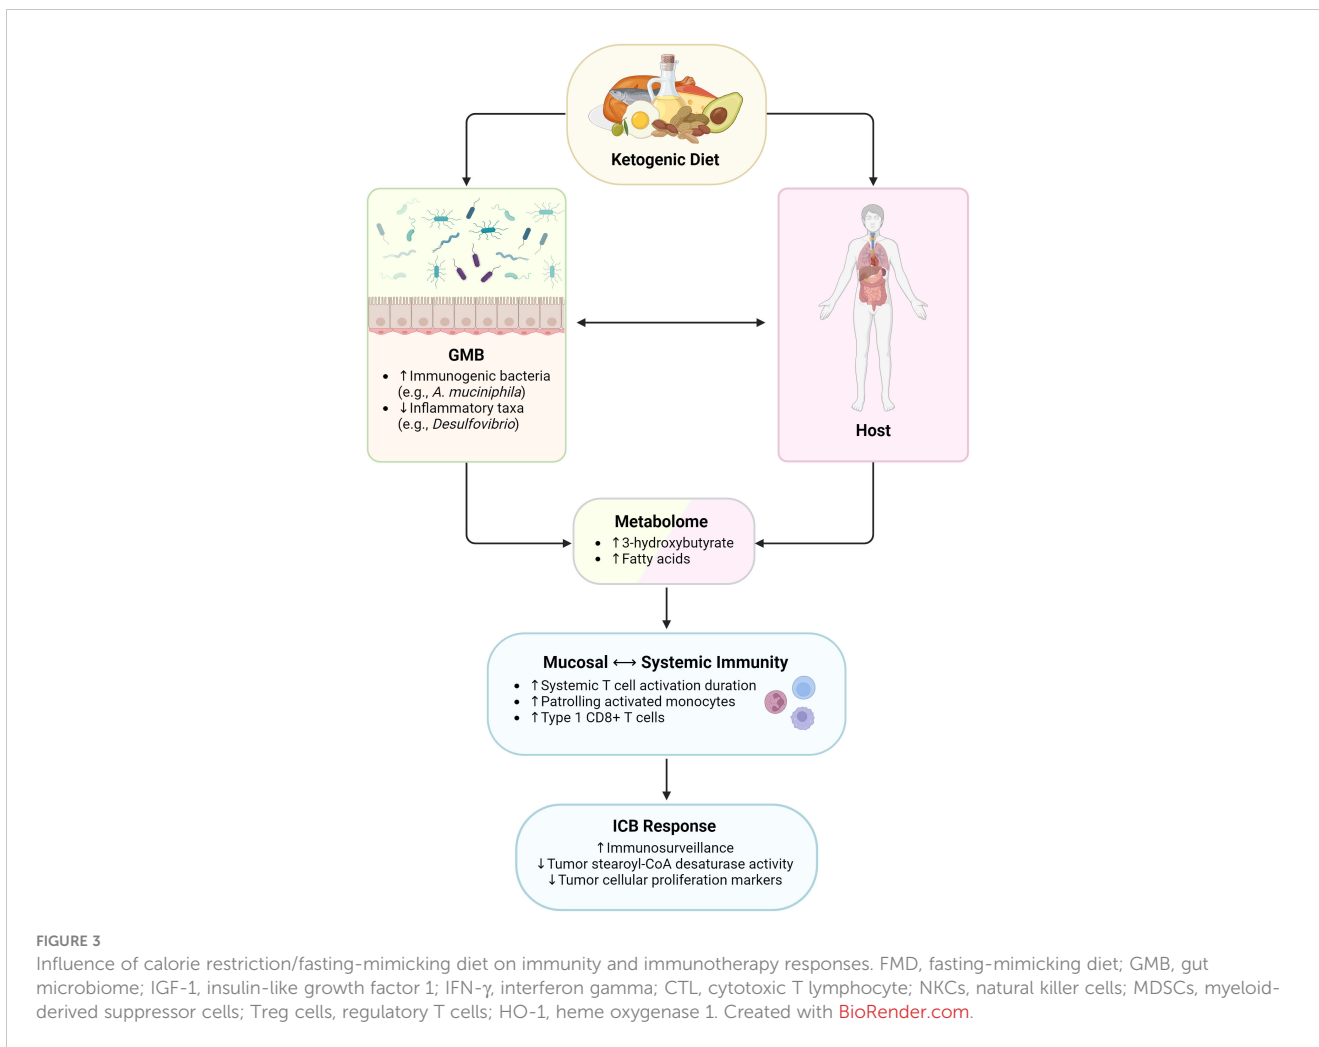 Ketogenic Diet
GMB
• ↑Immunogenic bacteria
(e.g., A. muciniphila)
• ↓Inflammatory taxa
(e.g., Desulfovibrio)
Host
Metabolome
• ↑3-hydroxybutyrate
• ↑Fatty acids
Mucosal ⟷ Systemic Immunity
• ↑Systemic T cell activation duration
• ↑Patrolling activated monocytes
• ↑Type 1 CD8+ T cells
ICB Response
↑Immunosurveillance
↓Tumor stearoyl-CoA desaturase activity
↓Tumor cellular proliferation markers
FIGURE 3
Influence of calorie restriction/fasting-mimicking diet on immunity and immunotherapy responses. FMD, fasting-mimicking diet; GMB, gut
microbiome; IGF-1, insulin-like growth factor 1; IFN-γ, interferon gamma; CTL, cytotoxic T lymphocyte; NKCs, natural killer cells; MDSCs, myeloid-
derived suppressor cells; Treg cells, regulatory T cells; HO-1, heme oxygenase 1. Created with BioRender.com.